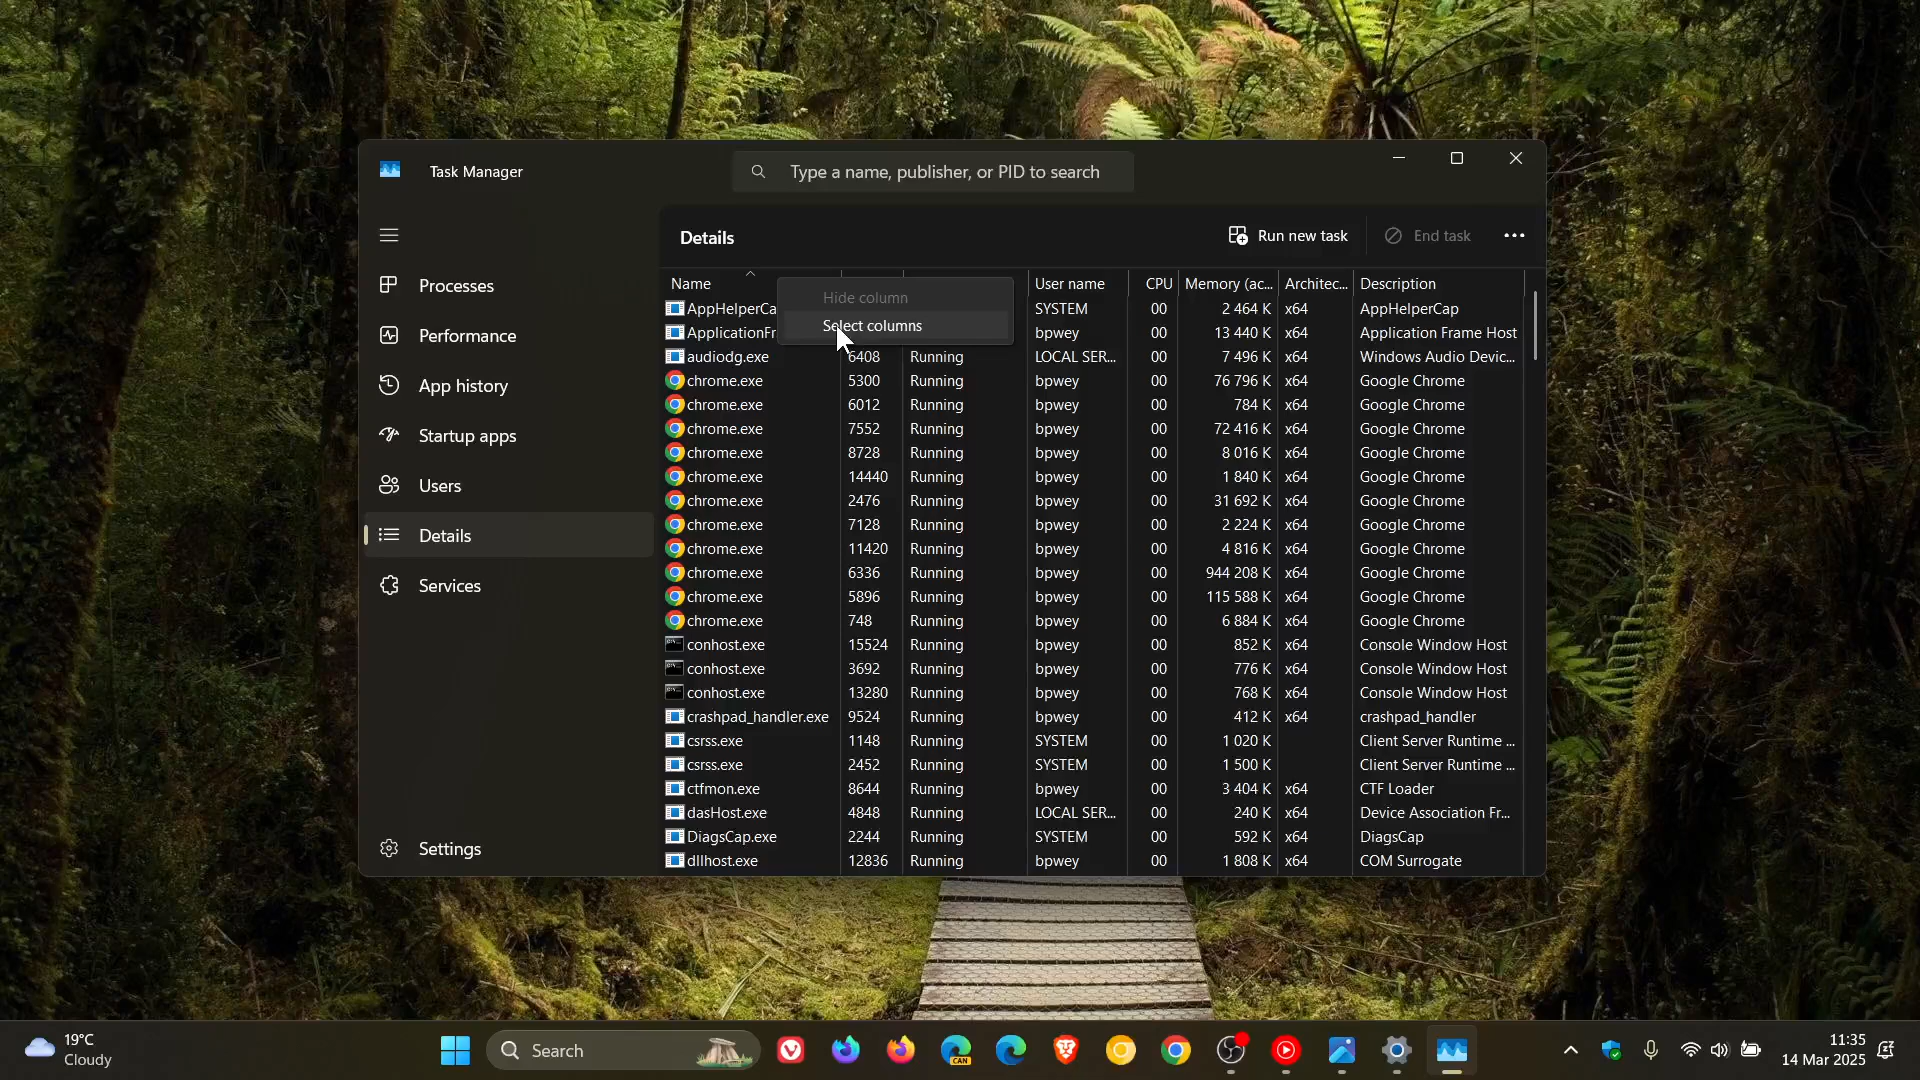 Task Manager
Type a name, publisher, or PID to search
Details
Run new task
End task
Processes
Performance
App history
Startup apps
Users
Details
Services
Settings
Name User name CPU Memory (ac... Architec... Description
Hide column
Select columns
AppHelperCa SYSTEM 00 2 464 K x64 AppHelperCap
ApplicationFr bpwey 00 13 440 K x64 Application Frame Host
audiodg.exe 6408 Running LOCAL SER... 00 7 496 K x64 Windows Audio Devic...
chrome.exe 5300 Running bpwey 00 76 796 K x64 Google Chrome
chrome.exe 6012 Running bpwey 00 784 K x64 Google Chrome
chrome.exe 7552 Running bpwey 00 72 416 K x64 Google Chrome
chrome.exe 8728 Running bpwey 00 8 016 K x64 Google Chrome
chrome.exe 14440 Running bpwey 00 1 840 K x64 Google Chrome
chrome.exe 2476 Running bpwey 00 31 692 K x64 Google Chrome
chrome.exe 7128 Running bpwey 00 2 224 K x64 Google Chrome
chrome.exe 11420 Running bpwey 00 4 816 K x64 Google Chrome
chrome.exe 6336 Running bpwey 00 944 208 K x64 Google Chrome
chrome.exe 5896 Running bpwey 00 115 588 K x64 Google Chrome
chrome.exe 748 Running bpwey 00 6 884 K x64 Google Chrome
conhost.exe 15524 Running bpwey 00 852 K x64 Console Window Host
conhost.exe 3692 Running bpwey 00 776 K x64 Console Window Host
conhost.exe 13280 Running bpwey 00 768 K x64 Console Window Host
crashpad_handler.exe 9524 Running bpwey 00 412 K x64 crashpad_handler
csrss.exe 1148 Running SYSTEM 00 1 020 K Client Server Runtime ...
csrss.exe 2452 Running SYSTEM 00 1 500 K Client Server Runtime ...
ctfmon.exe 8644 Running bpwey 00 3 404 K x64 CTF Loader
dasHost.exe 4848 Running LOCAL SER... 00 240 K x64 Device Association Fr...
DiagsCap.exe 2244 Running SYSTEM 00 592 K x64 DiagsCap
dllhost.exe 12836 Running bpwey 00 1 808 K x64 COM Surrogate
19°C
Cloudy
Search
CAN
11:35
14 Mar 2025